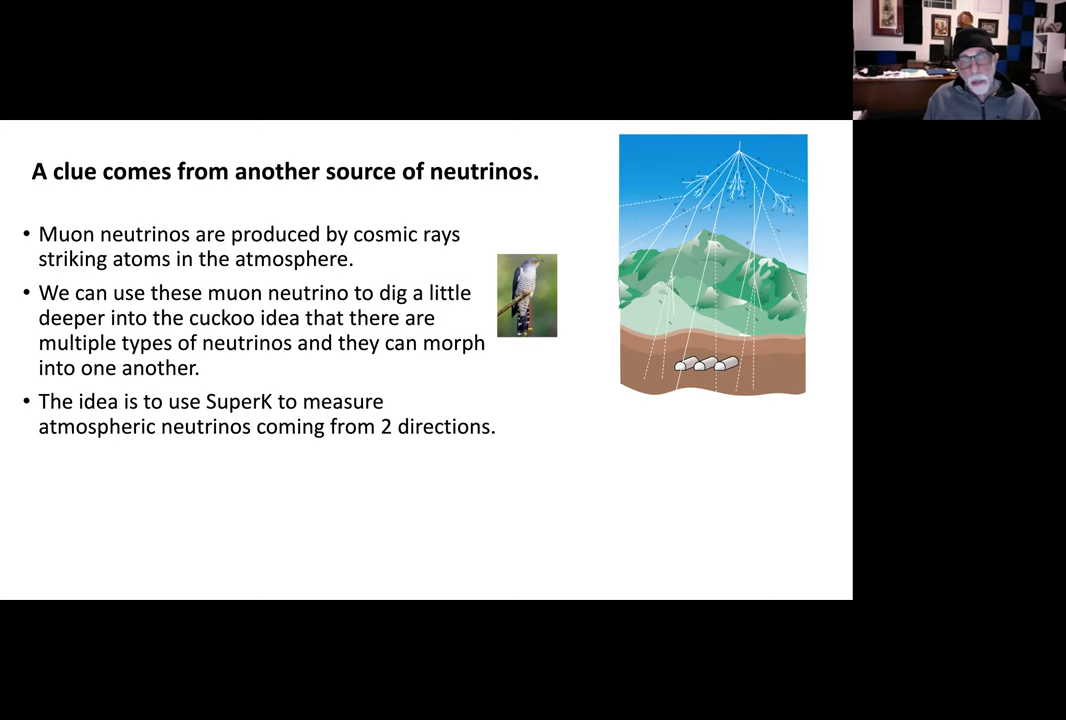 A clue comes from another source of neutrinos.
• Muon neutrinos are produced by cosmic rays
striking atoms in the atmosphere.
• We can use these muon neutrino to dig a little
deeper into the cuckoo idea that there are
multiple types of neutrinos and they can morph
into one another.
• The idea is to use SuperK to measure
atmospheric neutrinos coming from 2 directions.